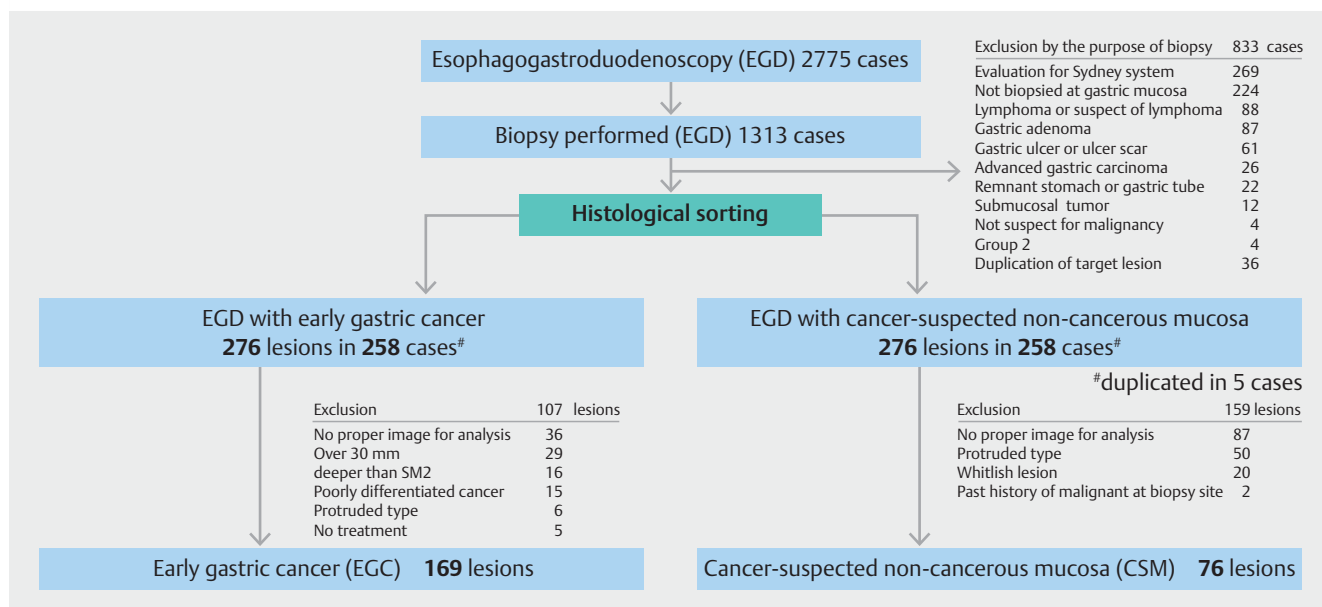 Esophagogastroduodenoscopy (EGD) 2775 cases
Biopsy performed (EGD) 1313 cases
Exclusion by the purpose of biopsy 833 cases
Evaluation for Sydney system 269
Not biopsied at gastric mucosa 224
Lymphoma or suspect of lymphoma 88
Gastric adenoma 87
Gastric ulcer or ulcer scar 61
Advanced gastric carcinoma 26
Remnant stomach or gastric tube 22
Submucosal tumor 12
Not suspect for malignancy 4
Group 2 4
Duplication of target lesion 36
Histological sorting
EGD with early gastric cancer
276 lesions in 258 cases#
EGD with cancer-suspected non-cancerous mucosa
276 lesions in 258 cases#
#duplicated in 5 cases
Exclusion 107 lesions
No proper image for analysis 36
Over 30 mm 29
deeper than SM2 16
Poorly differentiated cancer 15
Protruded type 6
No treatment 5
Exclusion 159 lesions
No proper image for analysis 87
Protruded type 50
Whitlish lesion 20
Past history of malignant at biopsy site 2
Early gastric cancer (EGC) 169 lesions
Cancer-suspected non-cancerous mucosa (CSM) 76 lesions